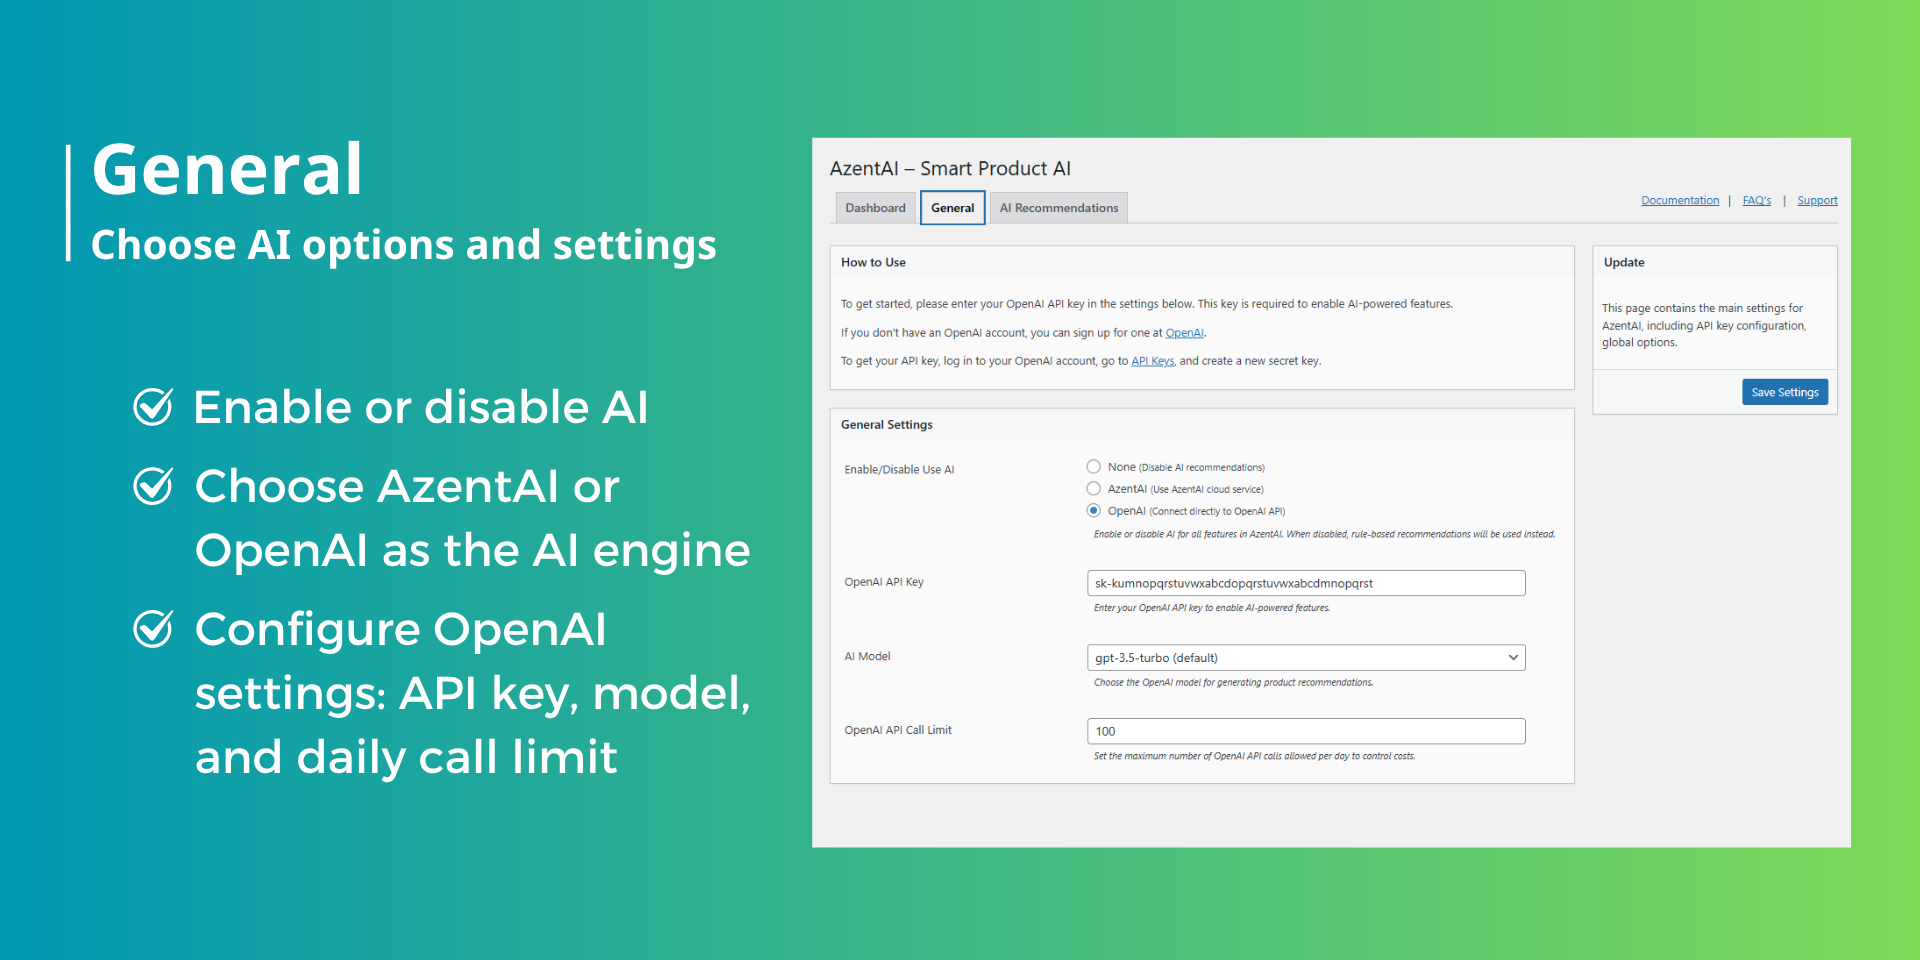 General
Choose AI options and settings
Enable or disable AI
Choose AzentAI or
OpenAI as the AI engine
Configure OpenAI
settings: API key, model,
and daily call limit
AzentAI – Smart Product AI
Dashboard
General
AI Recommendations
Documentation | FAQ's | Support
How to Use
To get started, please enter your OpenAI API key in the settings below. This key is required to enable AI-powered features.
If you don't have an OpenAI account, you can sign up for one at OpenAI.
To get your API key, log in to your OpenAI account, go to API Keys, and create a new secret key.
Update
This page contains the main settings for
AzentAI, including API key configuration,
global options.
Save Settings
General Settings
Enable/Disable Use AI
None (Disable AI recommendations)
AzentAI (Use AzentAI cloud service)
OpenAI (Connect directly to OpenAI API)
Enable or disable AI for all features in AzentAI. When disabled, rule-based recommendations will be used instead.
OpenAI API Key
sk-kumnopqrstuvwxabcdopqrstuvwxabcdmnopqrst
Enter your OpenAI API key to enable AI-powered features.
AI Model
gpt-3.5-turbo (default)
Choose the OpenAI model for generating product recommendations.
OpenAI API Call Limit
100
Set the maximum number of OpenAI API calls allowed per day to control costs.